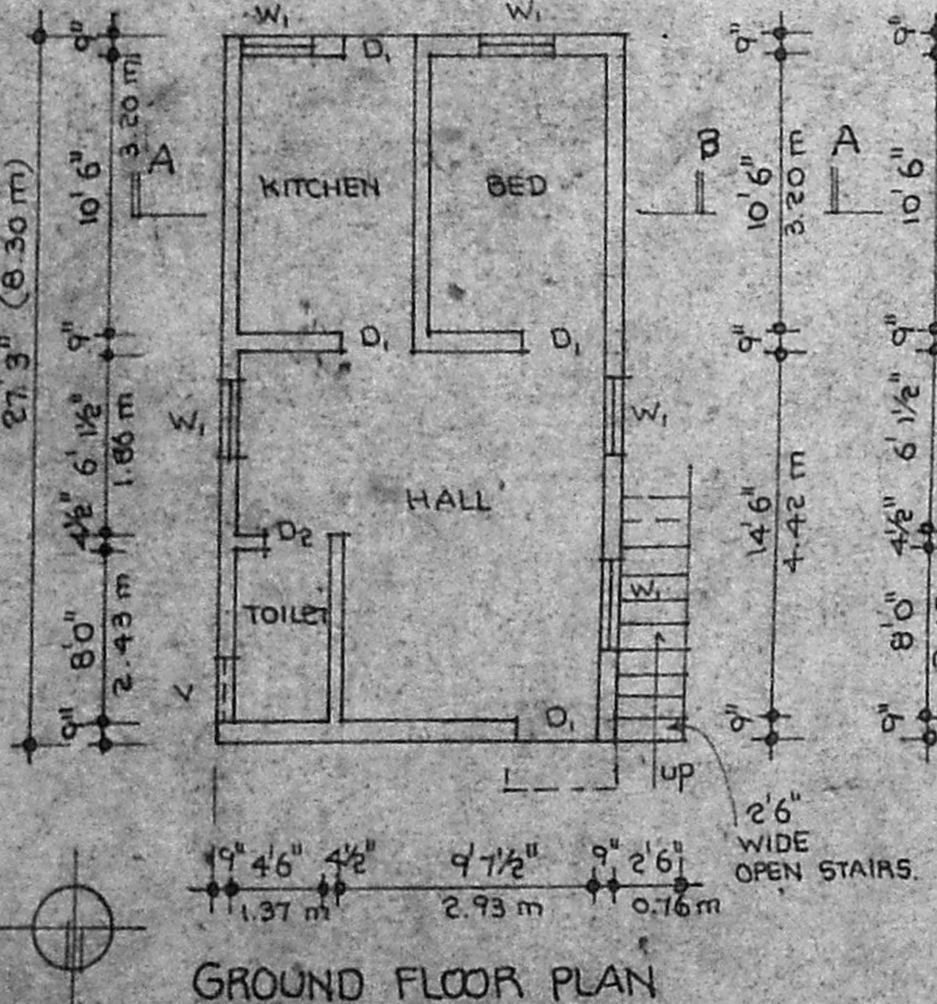 W1 W1
9" 9" 9"
D1
3.20 m
A B A
10'6" 10'6" 10'6"
3.20 m
KITCHEN BED
27'3" (8.30 m)
9" 9" 9"
D1 D1
W1 W1
6'1½" 6'1½"
1.86 m
HALL
14'6"
4.42 m
4½" 4½"
D2
W1
TOILET
8'0" 8'0"
2.43 m
V
9" 9" 9"
D1
UP
2'6"
WIDE
OPEN STAIRS.
9" 4'6" 4½" 9'7½" 9" 2'6"
1.37 m 2.93 m 0.76 m
GROUND FLOOR PLAN